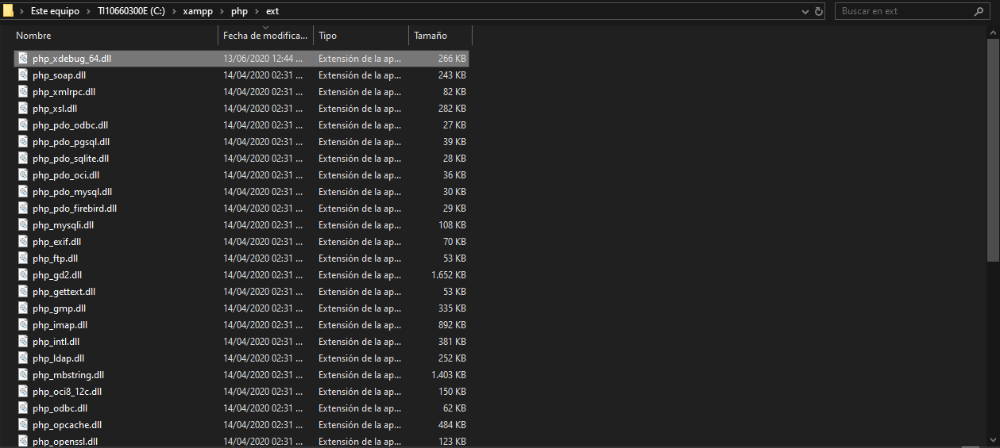 Este equipo > TI10660300E (C:) > xampp > php > ext Buscar en ext
Nombre Fecha de modifica... Tipo Tamaño
php_xdebug_64.dll 13/06/2020 12:44 ... Extensión de la ap... 266 KB
php_soap.dll 14/04/2020 02:31 ... Extensión de la ap... 243 KB
php_xmlrpc.dll 14/04/2020 02:31 ... Extensión de la ap... 82 KB
php_xsl.dll 14/04/2020 02:31 ... Extensión de la ap... 282 KB
php_pdo_odbc.dll 14/04/2020 02:31 ... Extensión de la ap... 27 KB
php_pdo_pgsql.dll 14/04/2020 02:31 ... Extensión de la ap... 39 KB
php_pdo_sqlite.dll 14/04/2020 02:31 ... Extensión de la ap... 28 KB
php_pdo_oci.dll 14/04/2020 02:31 ... Extensión de la ap... 36 KB
php_pdo_mysql.dll 14/04/2020 02:31 ... Extensión de la ap... 30 KB
php_pdo_firebird.dll 14/04/2020 02:31 ... Extensión de la ap... 29 KB
php_mysqli.dll 14/04/2020 02:31 ... Extensión de la ap... 108 KB
php_exif.dll 14/04/2020 02:31 ... Extensión de la ap... 70 KB
php_ftp.dll 14/04/2020 02:31 ... Extensión de la ap... 53 KB
php_gd2.dll 14/04/2020 02:31 ... Extensión de la ap... 1.652 KB
php_gettext.dll 14/04/2020 02:31 ... Extensión de la ap... 53 KB
php_gmp.dll 14/04/2020 02:31 ... Extensión de la ap... 335 KB
php_imap.dll 14/04/2020 02:31 ... Extensión de la ap... 892 KB
php_intl.dll 14/04/2020 02:31 ... Extensión de la ap... 381 KB
php_ldap.dll 14/04/2020 02:31 ... Extensión de la ap... 252 KB
php_mbstring.dll 14/04/2020 02:31 ... Extensión de la ap... 1.403 KB
php_oci8_12c.dll 14/04/2020 02:31 ... Extensión de la ap... 150 KB
php_odbc.dll 14/04/2020 02:31 ... Extensión de la ap... 62 KB
php_opcache.dll 14/04/2020 02:31 ... Extensión de la ap... 484 KB
php_openssl.dll 14/04/2020 02:31 ... Extensión de la ap... 123 KB